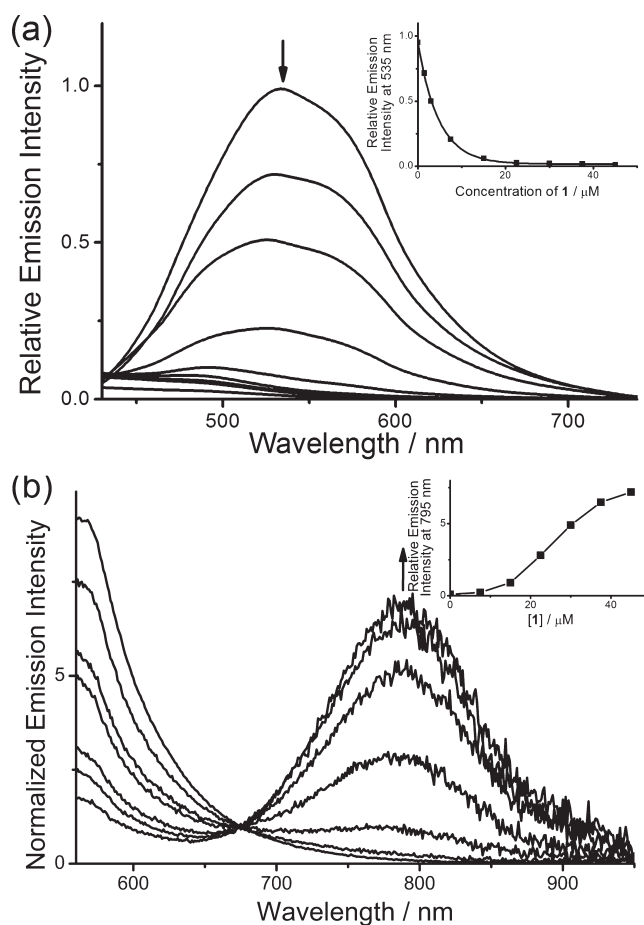 (a)
Relative Emission Intensity
1.0
0.5
0.0
500
600
700
Wavelength / nm
Relative Emission
Intensity at 535 nm
1.0
0.5
0.0
0
20
40
Concentration of 1 / μM
(b)
Normalized Emission Intensity
5
0
600
700
800
900
Wavelength / nm
Relative Emission
Intensity at 795 nm
5
0
0
20
40
[1] / μM